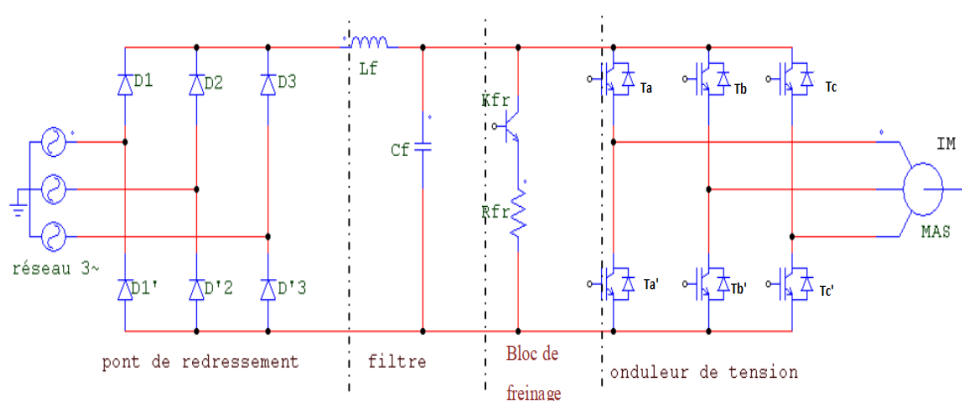 D1
D2
D3
Lf
Cf
Kfr
Rfr
Ta
Tb
Tc
IM
MAS
réseau 3~
D1'
D'2
D'3
Ta'
Tb'
Tc'
pont de redressement
filtre
Bloc de
freinage
onduleur de tension